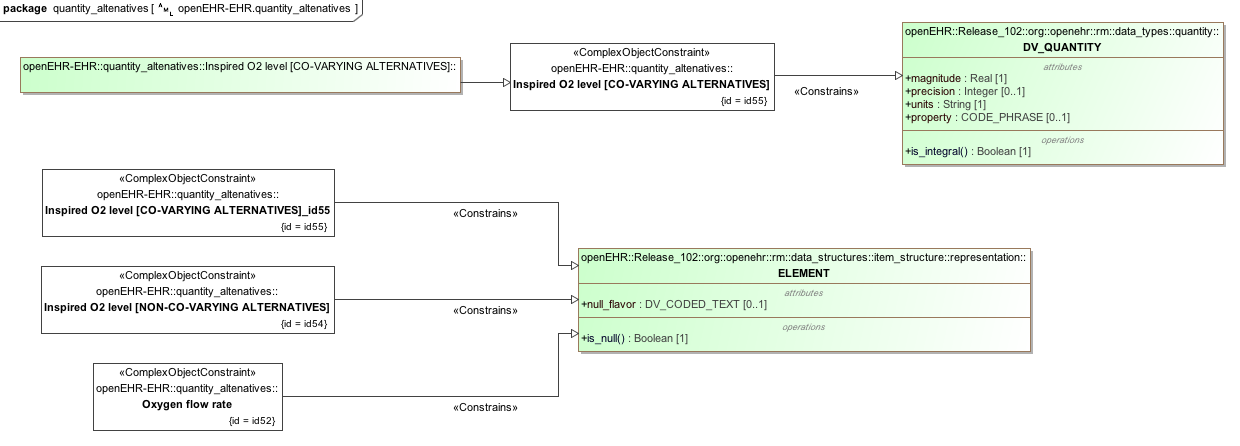 package quantity_altenatives [ AML openEHR-EHR.quantity_altenatives ]
openEHR-EHR::quantity_altenatives::Inspired O2 level [CO-VARYING ALTERNATIVES]::
«ComplexObjectConstraint»
openEHR-EHR::quantity_altenatives::
Inspired O2 level [CO-VARYING ALTERNATIVES]
{id = id55}
«Constrains»
openEHR::Release_102::org::openehr::rm::data_types::quantity::
DV_QUANTITY
attributes
+magnitude : Real [1]
+precision : Integer [0..1]
+units : String [1]
+property : CODE_PHRASE [0..1]
operations
+is_integral() : Boolean [1]
«ComplexObjectConstraint»
openEHR-EHR::quantity_altenatives::
Inspired O2 level [CO-VARYING ALTERNATIVES]_id55
{id = id55}
«Constrains»
«ComplexObjectConstraint»
openEHR-EHR::quantity_altenatives::
Inspired O2 level [NON-CO-VARYING ALTERNATIVES]
{id = id54}
«Constrains»
«ComplexObjectConstraint»
openEHR-EHR::quantity_altenatives::
Oxygen flow rate
{id = id52}
«Constrains»
openEHR::Release_102::org::openehr::rm::data_structures::item_structure::representation::
ELEMENT
attributes
+null_flavor : DV_CODED_TEXT [0..1]
operations
+is_null() : Boolean [1]